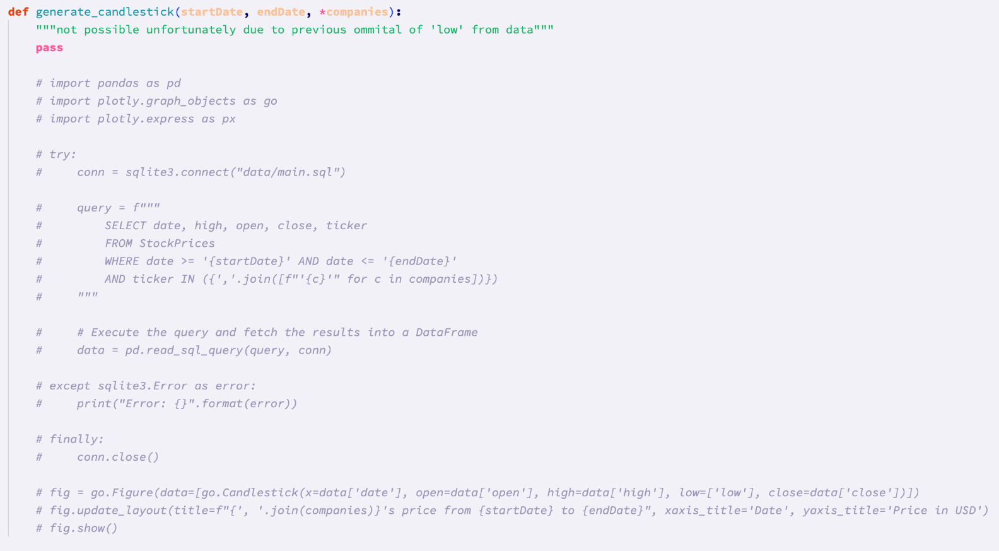 def generate_candlestick(startDate, endDate, *companies):
    """not possible unfortunately due to previous ommital of 'low' from data"""
    pass

    # import pandas as pd
    # import plotly.graph_objects as go
    # import plotly.express as px

    # try:
    #     conn = sqlite3.connect("data/main.sql")

    #     query = f"""
    #         SELECT date, high, open, close, ticker
    #         FROM StockPrices
    #         WHERE date >= '{startDate}' AND date <= '{endDate}'
    #         AND ticker IN ({','.join([f"'{c}'" for c in companies])})
    #     """

    #     # Execute the query and fetch the results into a DataFrame
    #     data = pd.read_sql_query(query, conn)

    # except sqlite3.Error as error:
    #     print("Error: {}".format(error))

    # finally:
    #     conn.close()

    # fig = go.Figure(data=[go.Candlestick(x=data['date'], open=data['open'], high=data['high'], low=['low'], close=data['close'])])
    # fig.update_layout(title=f"{', '.join(companies)}'s price from {startDate} to {endDate}", xaxis_title='Date', yaxis_title='Price in USD')
    # fig.show()